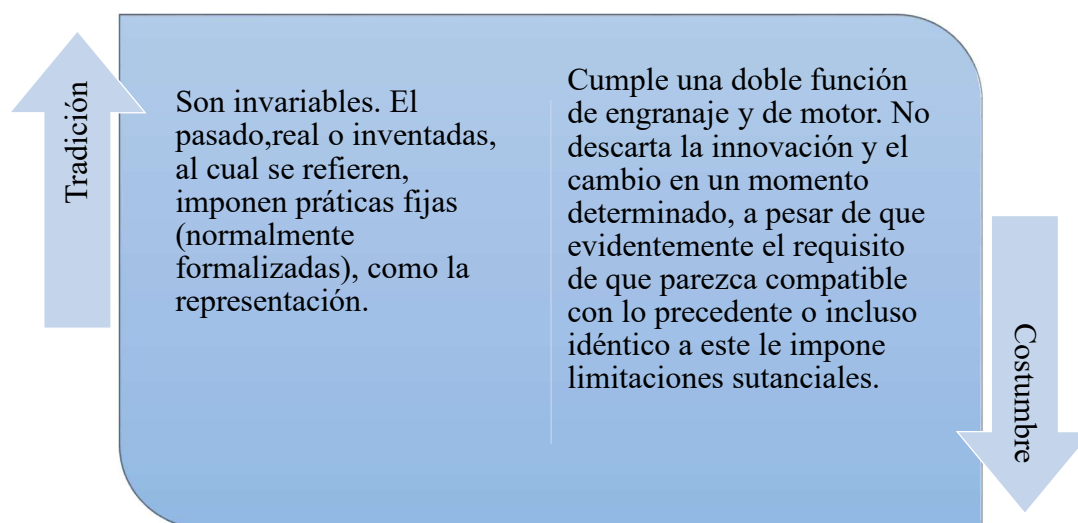 Tradición
Son invariables. El
pasado,real o inventadas,
al cual se refieren,
imponen práticas fijas
(normalmente
formalizadas), como la
representación.
Cumple una doble función
de engranaje y de motor. No
descarta la innovación y el
cambio en un momento
determinado, a pesar de que
evidentemente el requisito
de que parezca compatible
con lo precedente o incluso
idéntico a este le impone
limitaciones sutanciales.
Costumbre